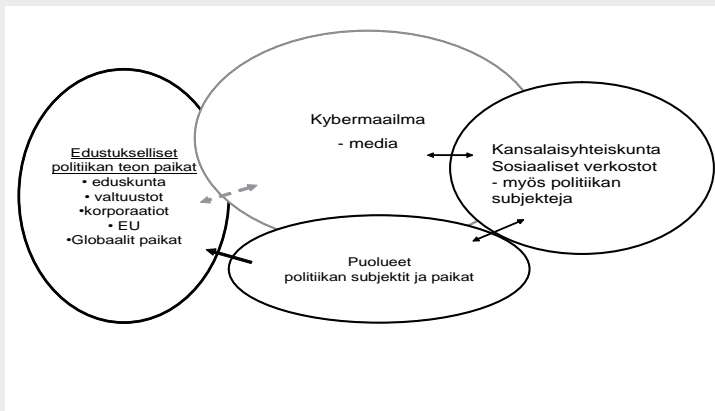 Edustukselliset
politiikan teon paikat
• eduskunta
• valtuustot
•korporaatiot
• EU
•Globaalit paikat
Kybermaailma
- media
Kansalaisyhteiskunta
Sosiaaliset verkostot
- myös politiikan
subjekteja
Puolueet
politiikan subjektit ja paikat